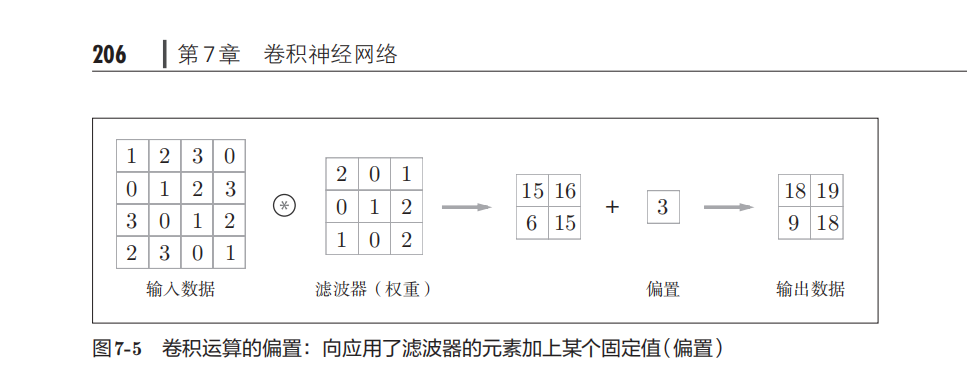 206 第7章 卷积神经网络
1 2 3 0
0 1 2 3
3 0 1 2
2 3 0 1
⊛
2 0 1
0 1 2
1 0 2
15 16
6 15
+
3
18 19
9 18
输入数据 滤波器（权重） 偏置 输出数据
图7-5 卷积运算的偏置：向应用了滤波器的元素加上某个固定值（偏置）